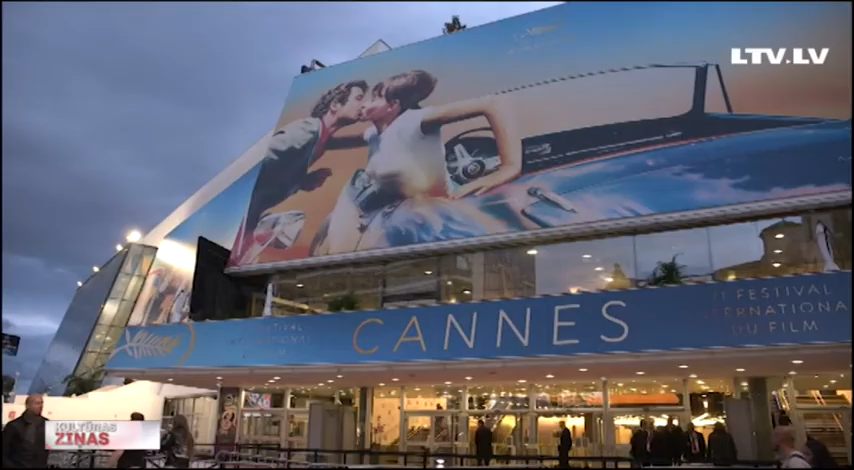 LTV.LV
CANNES
FESTIVAL
INTERNATIONAL
DU FILM
KULTŪRAS
ZIŅAS